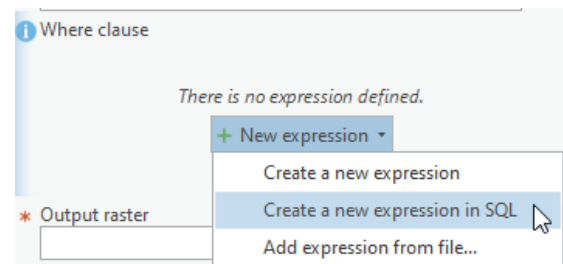 Where clause
There is no expression defined.
+ New expression
Create a new expression
Create a new expression in SQL
* Output raster
Add expression from file...